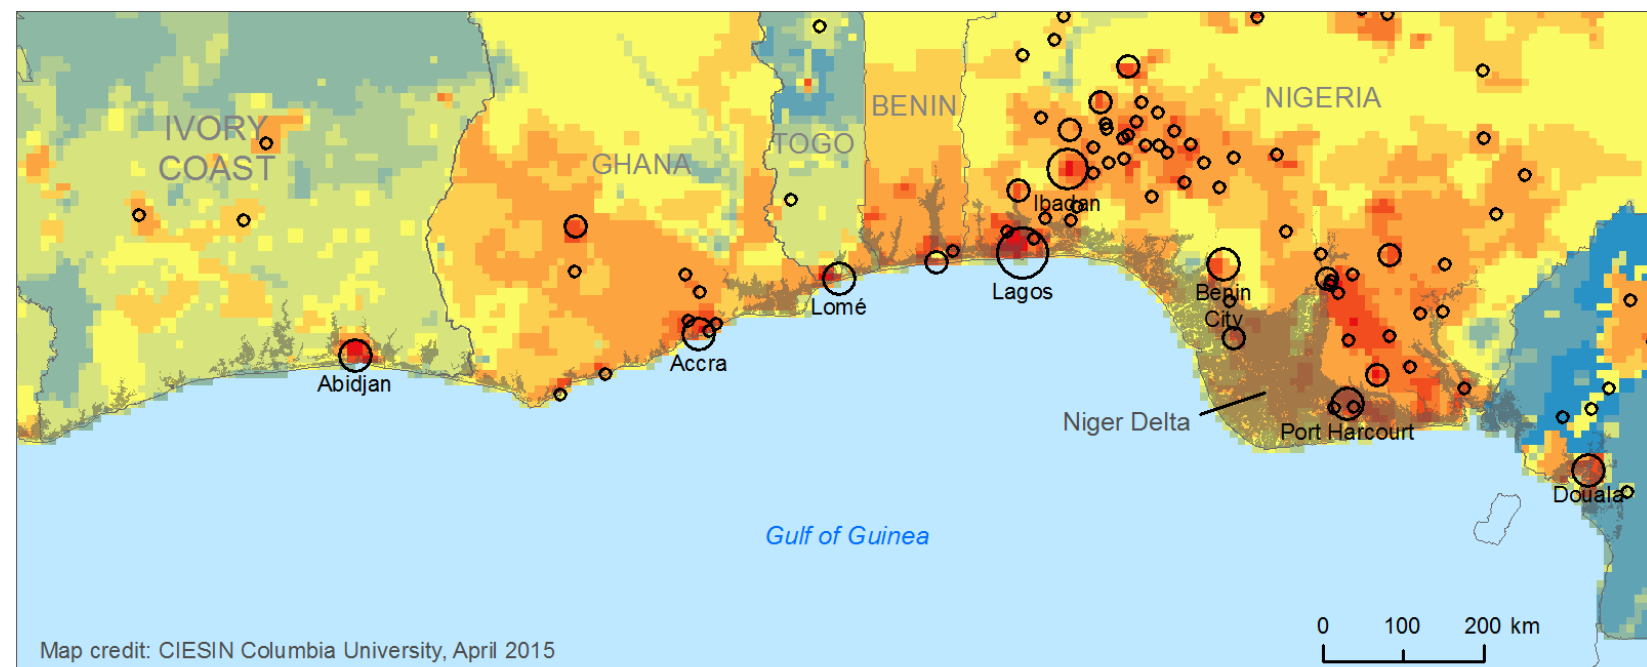 IVORY
COAST
GHANA
TOGO
BENIN
NIGERIA
Ibadan
Lagos
Lomé
Accra
Abidjan
Benin
City
Niger Delta
Port Harcourt
Douala
Gulf of Guinea
Map credit: CIESIN Columbia University, April 2015
0 100 200 km